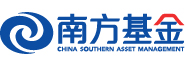 南方基金
CHINA SOUTHERN ASSET MANAGEMENT